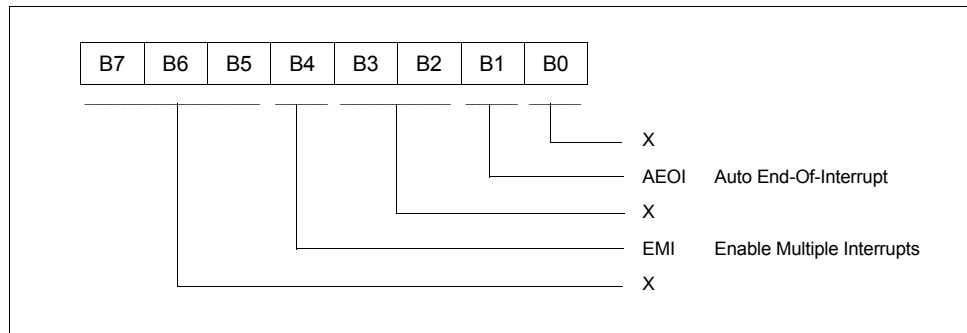 B7 B6 B5 B4 B3 B2 B1 B0
X
AEOI Auto End-Of-Interrupt
X
EMI Enable Multiple Interrupts
X